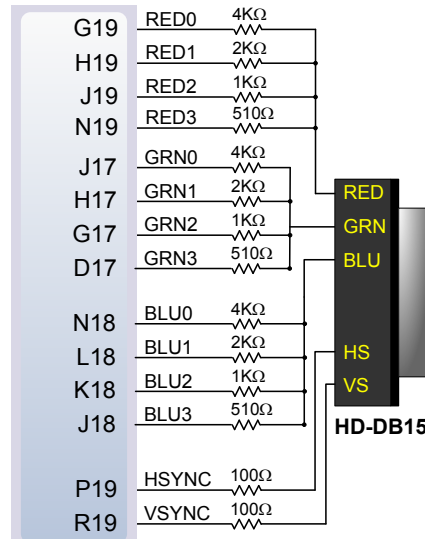 G19 RED0 4KΩ
H19 RED1 2KΩ
J19 RED2 1KΩ
N19 RED3 510Ω
J17 GRN0 4KΩ
H17 GRN1 2KΩ
G17 GRN2 1KΩ
D17 GRN3 510Ω
N18 BLU0 4KΩ
L18 BLU1 2KΩ
K18 BLU2 1KΩ
J18 BLU3 510Ω
P19 HSYNC 100Ω
R19 VSYNC 100Ω
RED
GRN
BLU
HS
VS
HD-DB15